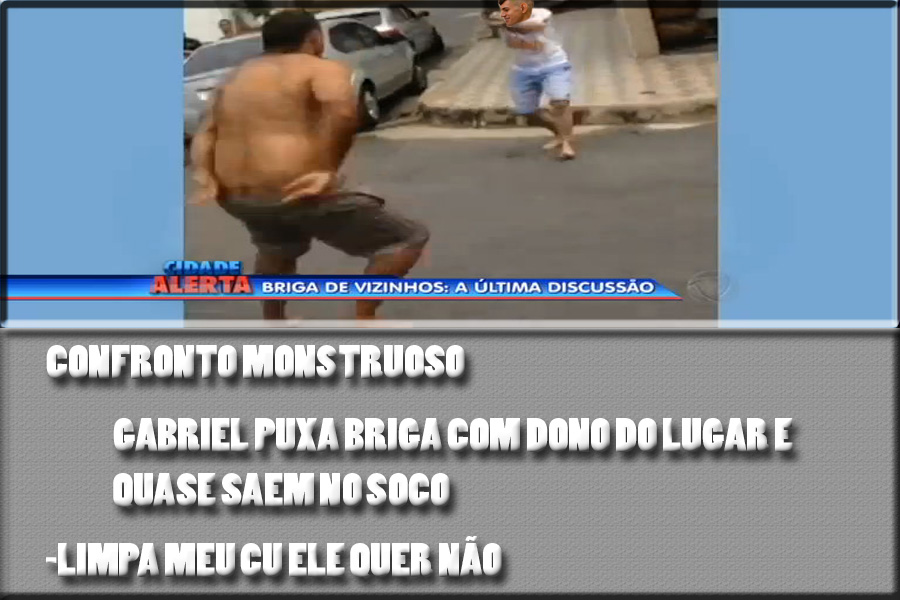 CIDADE
ALERTA
BRIGA DE VIZINHOS: A ÚLTIMA DISCUSSÃO
CONFRONTO MONSTRUOSO
GABRIEL PUXA BRIGA COM DONO DO LUGAR E
QUASE SAEM NO SOCO
-LIMPA MEU CU ELE QUER NÃO